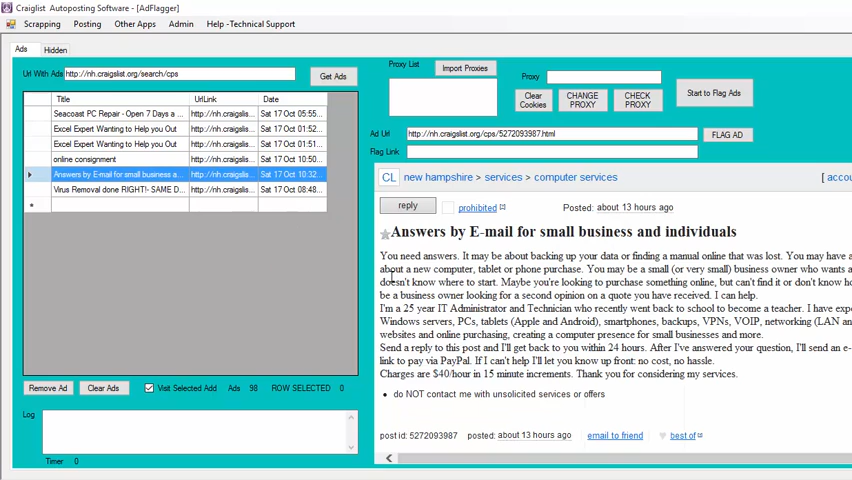 Craiglist Autoposting Software - [AdFlagger]
Scrapping Posting Other Apps Admin Help -Technical Support
Ads Hidden
Url With Ads http://nh.craigslist.org/search/cps Get Ads
Title UrlLink Date
Seacoast PC Repair - Open 7 Days a ... http://nh.craigslis... Sat 17 Oct 05:55...
Excel Expert Wanting to Help you Out http://nh.craigslis... Sat 17 Oct 01:52...
Excel Expert Wanting to Help you Out http://nh.craigslis... Sat 17 Oct 01:51...
online consignment http://nh.craigslis... Sat 17 Oct 10:50...
Answers by E-mail for small business a... http://nh.craigslis... Sat 17 Oct 10:32...
Virus Removal done RIGHT!- SAME D... http://nh.craigslis... Sat 17 Oct 08:48...
Remove Ad Clear Ads Visit Selected Add Ads 98 ROW SELECTED 0
Log
Timer 0
Proxy List Import Proxies
Proxy
Clear Cookies CHANGE PROXY CHECK PROXY Start to Flag Ads
Ad Url http://nh.craigslist.org/cps/5272093987.html FLAG AD
Flag Link:
CL new hampshire > services > computer services [ accou
reply prohibited Posted: about 13 hours ago
Answers by E-mail for small business and individuals
You need answers. It may be about backing up your data or finding a manual online that was lost. You may have a
about a new computer, tablet or phone purchase. You may be a small (or very small) business owner who wants a
doesn't know where to start. Maybe you're looking to purchase something online, but can't find it or don't know ho
be a business owner looking for a second opinion on a quote you have received. I can help.
I'm a 25 year IT Administrator and Technician who recently went back to school to become a teacher. I have exp
Windows servers, PCs, tablets (Apple and Android), smartphones, backups, VPNs, VOIP, networking (LAN an
websites and online purchasing, creating a computer presence for small businesses and more.
Send a reply to this post and I'll get back to you within 24 hours. After I've answered your question, I'll send an e-
link to pay via PayPal. If I can't help I'll let you know up front: no cost, no hassle.
Charges are $40/hour in 15 minute increments. Thank you for considering my services.
do NOT contact me with unsolicited services or offers
post id: 5272093987 posted: about 13 hours ago email to friend best of